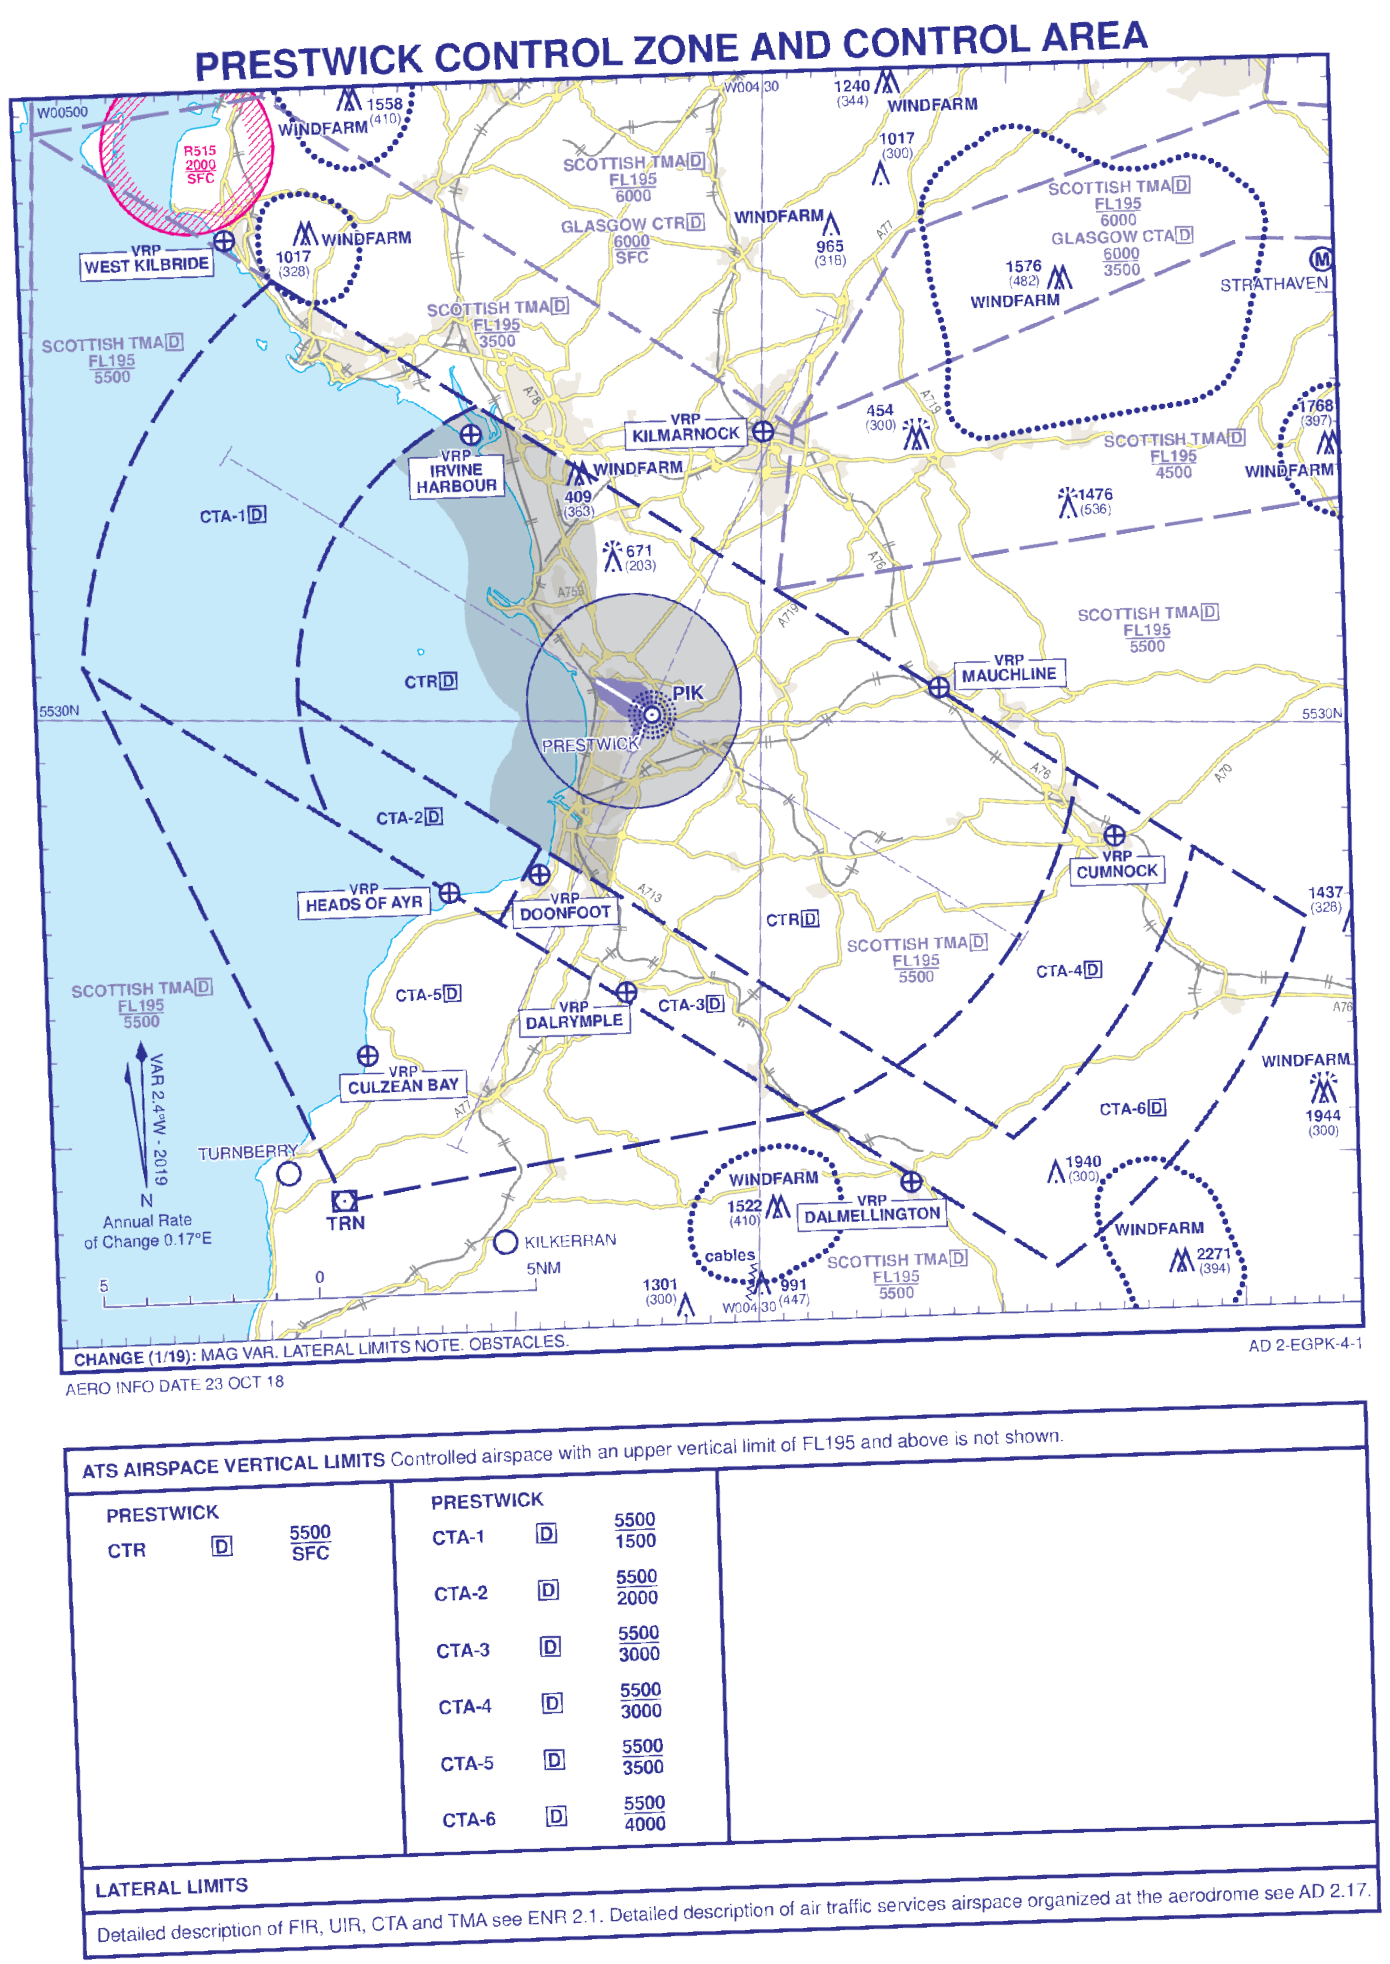 PRESTWICK CONTROL ZONE AND CONTROL AREA
W00500
W00430
1558
(410)
WINDFARM
1240
(344)
WINDFARM
1017
(300)
R515
2000
SFC
SCOTTISH TMA D
FL195
6000
GLASGOW CTR D
6000
SFC
SCOTTISH TMA D
FL195
6000
GLASGOW CTA D
6000
3500
WINDFARM
965
(318)
A77
VRP
WEST KILBRIDE
WINDFARM
1017
(328)
1576
(482)
WINDFARM
M
STRATHAVEN
SCOTTISH TMA D
FL195
3500
SCOTTISH TMA D
FL195
5500
A78
A719
454
(300)
VRP
KILMARNOCK
1768
(397)
WINDFARM
SCOTTISH TMA D
FL195
4500
VRP
IRVINE
HARBOUR
WINDFARM
409
(363)
1476
(536)
CTA-1 D
671
(203)
A76
A759
A719
SCOTTISH TMA D
FL195
5500
VRP
MAUCHLINE
CTR D
PIK
PRESTWICK
5530N
5530N
A76
A70
CTA-2 D
VRP
CUMNOCK
VRP
HEADS OF AYR
VRP
DOONFOOT
A713
CTR D
1437
(328)
SCOTTISH TMA D
FL195
5500
CTA-4 D
SCOTTISH TMA D
FL195
5500
CTA-5 D
VRP
DALRYMPLE
CTA-3 D
A76
VAR 2.4°W - 2019
N
Annual Rate
of Change 0.17°E
VRP
CULZEAN BAY
A77
WINDFARM
1944
(300)
CTA-6 D
TURNBERRY
TRN
1940
(300)
WINDFARM
1522
(410)
VRP
DALMELLINGTON
WINDFARM
2271
(394)
KILKERRAN
cables
SCOTTISH TMA D
FL195
5500
5
0
5NM
1301
(300)
991
(447)
W00430
CHANGE (1/19): MAG VAR. LATERAL LIMITS NOTE. OBSTACLES.
AD 2-EGPK-4-1
AERO INFO DATE 23 OCT 18
ATS AIRSPACE VERTICAL LIMITS Controlled airspace with an upper vertical limit of FL195 and above is not shown.
PRESTWICK
CTR D 5500
SFC
PRESTWICK
CTA-1 D 5500
1500
CTA-2 D 5500
2000
CTA-3 D 5500
3000
CTA-4 D 5500
3000
CTA-5 D 5500
3500
CTA-6 D 5500
4000
LATERAL LIMITS
Detailed description of FIR, UIR, CTA and TMA see ENR 2.1. Detailed description of air traffic services airspace organized at the aerodrome see AD 2.17.